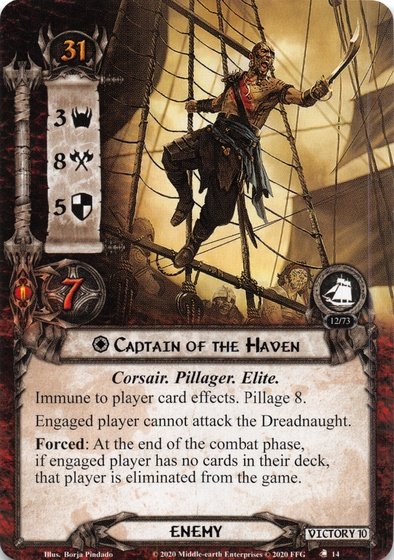 31
3
8
5
7
12/73
Captain of the Haven
Corsair. Pillager. Elite.
Immune to player card effects. Pillage 8.
Engaged player cannot attack the Dreadnaught.
Forced: At the end of the combat phase,
if engaged player has no cards in their deck,
that player is eliminated from the game.
ENEMY
VICTORY 10
Illus. Borja Pindado
© 2020 Middle-earth Enterprises © 2020 FFG
14